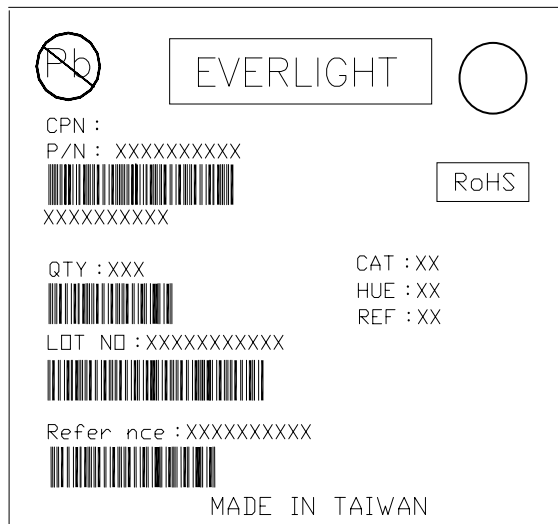 Pb
EVERLIGHT
CPN :
P/N : XXXXXXXXXX
RoHS
XXXXXXXXXX
QTY : XXX
CAT : XX
HUE : XX
REF : XX
LOT NO : XXXXXXXXXXX
Refer nce : XXXXXXXXXX
MADE IN TAIWAN